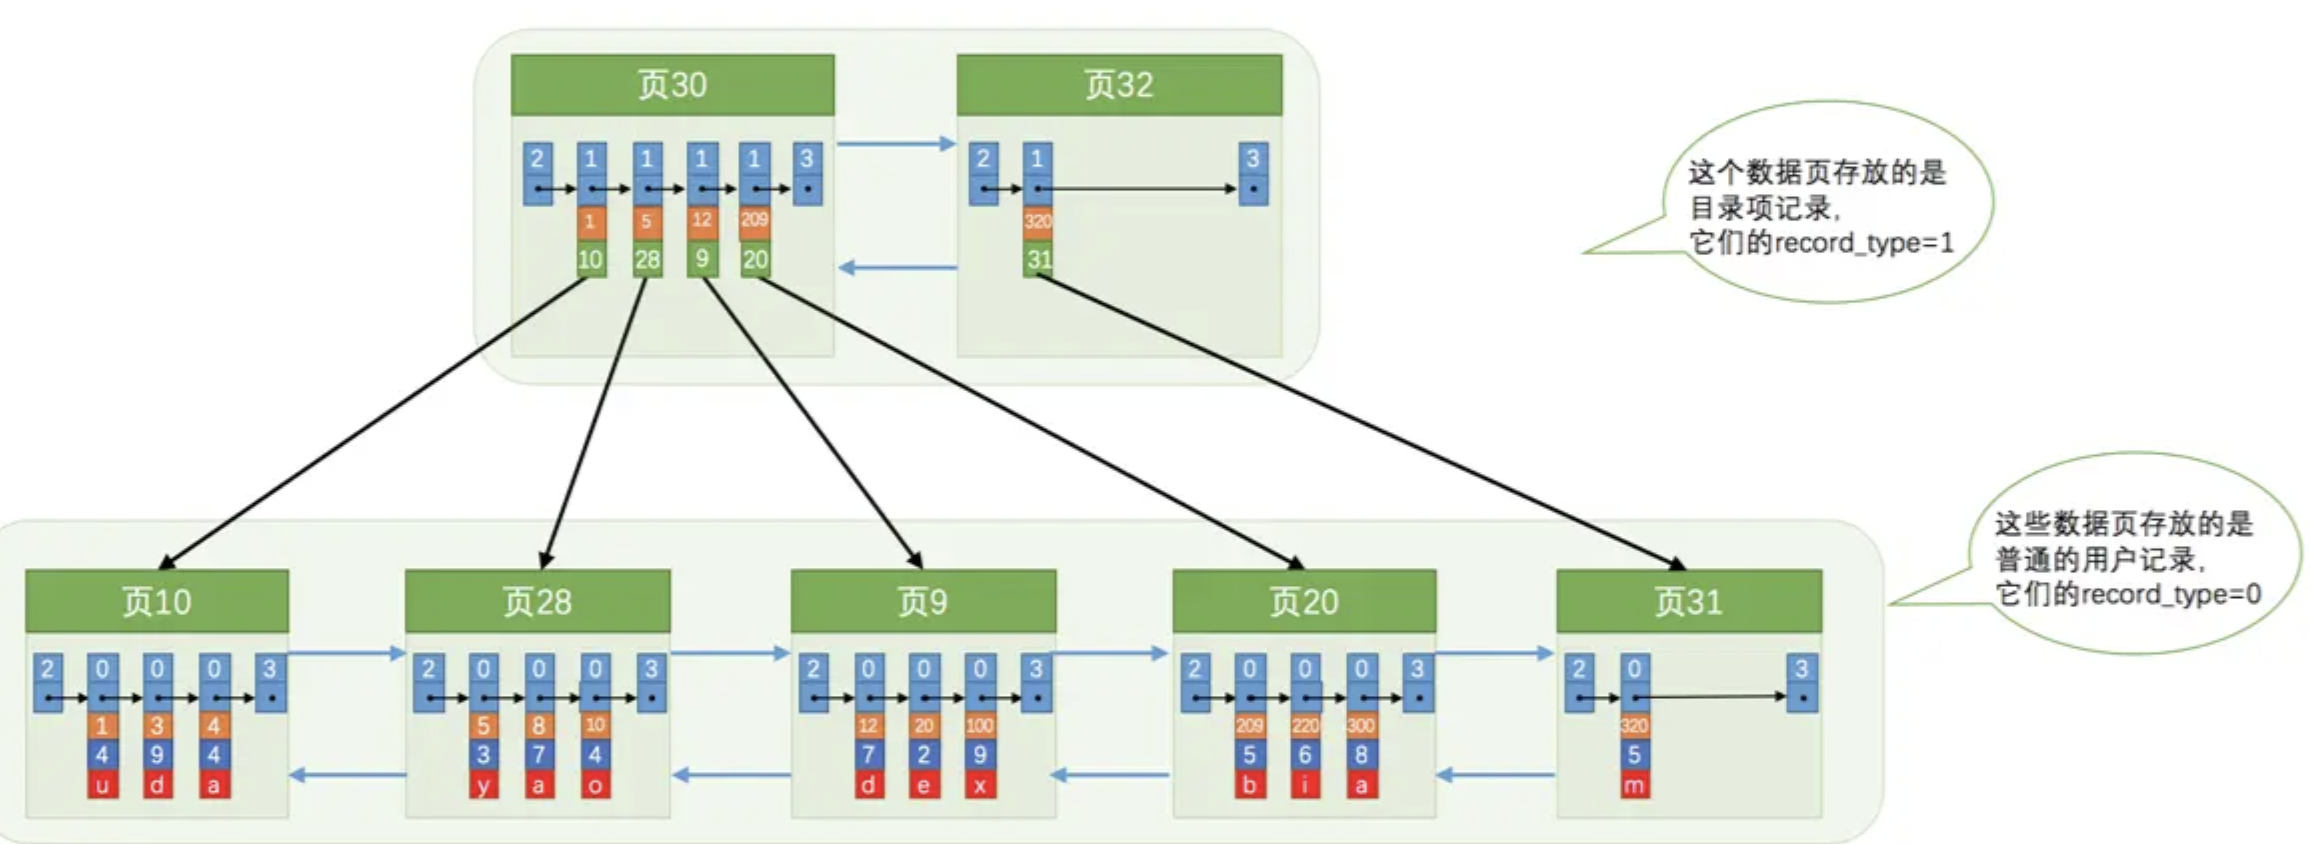 页30 页32
2 1 1 1 1 3 2 1 3
1 5 12 209 320
10 28 9 20 31
这个数据页存放的是
目录项记录,
它们的record_type=1
这些数据页存放的是
普通的用户记录,
它们的record_type=0
页10 页28 页9 页20 页31
2 0 0 0 3 2 0 0 0 3 2 0 0 0 3 2 0 0 0 3 2 0 3
1 3 4 5 8 10 12 20 100 209 220 300 320
4 9 4 3 7 4 7 2 9 5 6 8 5
u d a y a o d e x b i a m